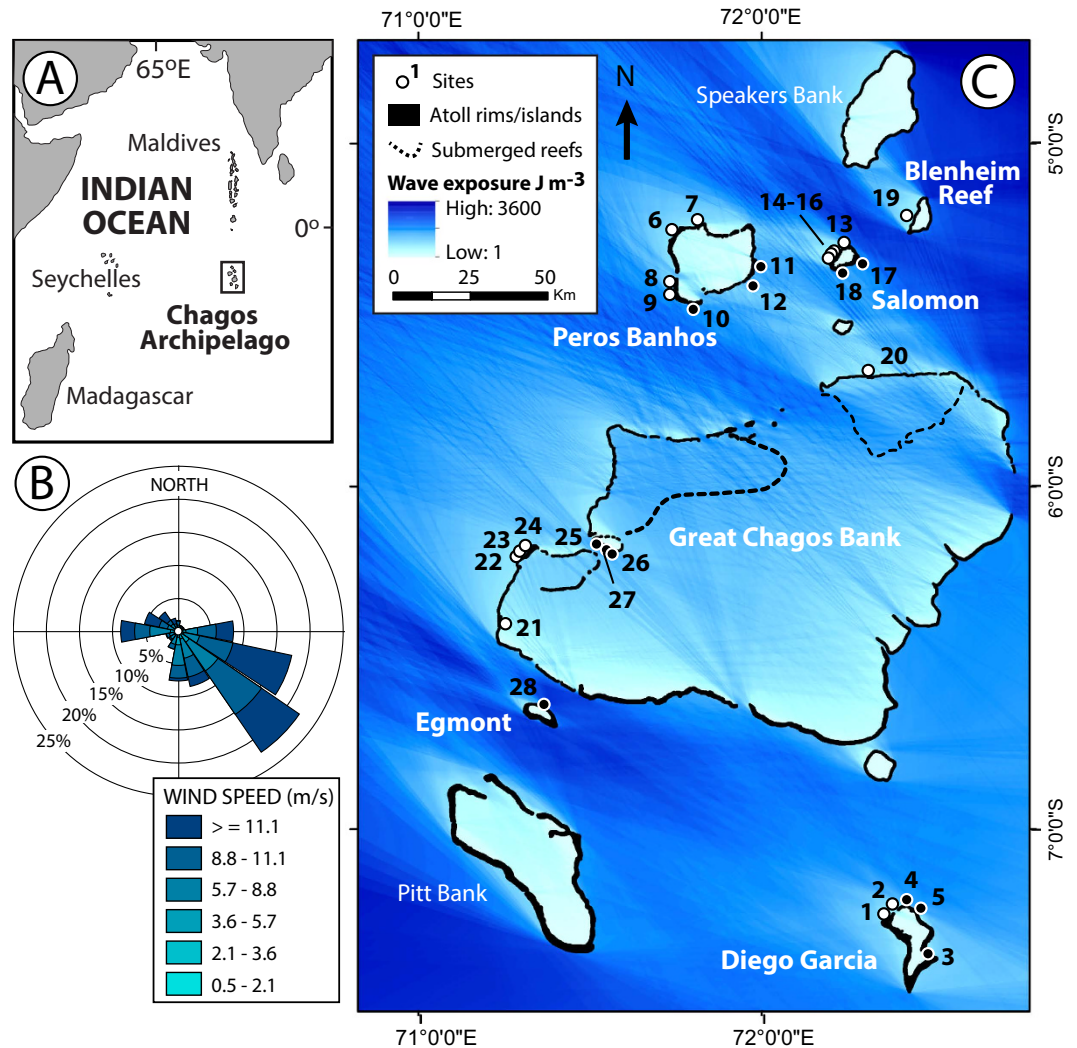 A
65ºE
Maldives
INDIAN
OCEAN
0º
Seychelles
Chagos
Archipelago
Madagascar
B
NORTH
5%
10%
15%
20%
25%
WIND SPEED (m/s)
> = 11.1
8.8 - 11.1
5.7 - 8.8
3.6 - 5.7
2.1 - 3.6
0.5 - 2.1
71°0'0"E
72°0'0"E
C
1 Sites
Atoll rims/islands
Submerged reefs
Wave exposure J m-3
High: 3600
Low: 1
0 25 50
Km
N
Speakers Bank
5°0'0"S
Blenheim
Reef
19
14-16
13
7
6
8
9
10
11
12
17
18
Salomon
Peros Banhos
20
6°0'0"S
Great Chagos Bank
24
23
22
25
26
27
21
28
Egmont
7°0'0"S
Pitt Bank
2
4
5
1
3
Diego Garcia
71°0'0"E
72°0'0"E